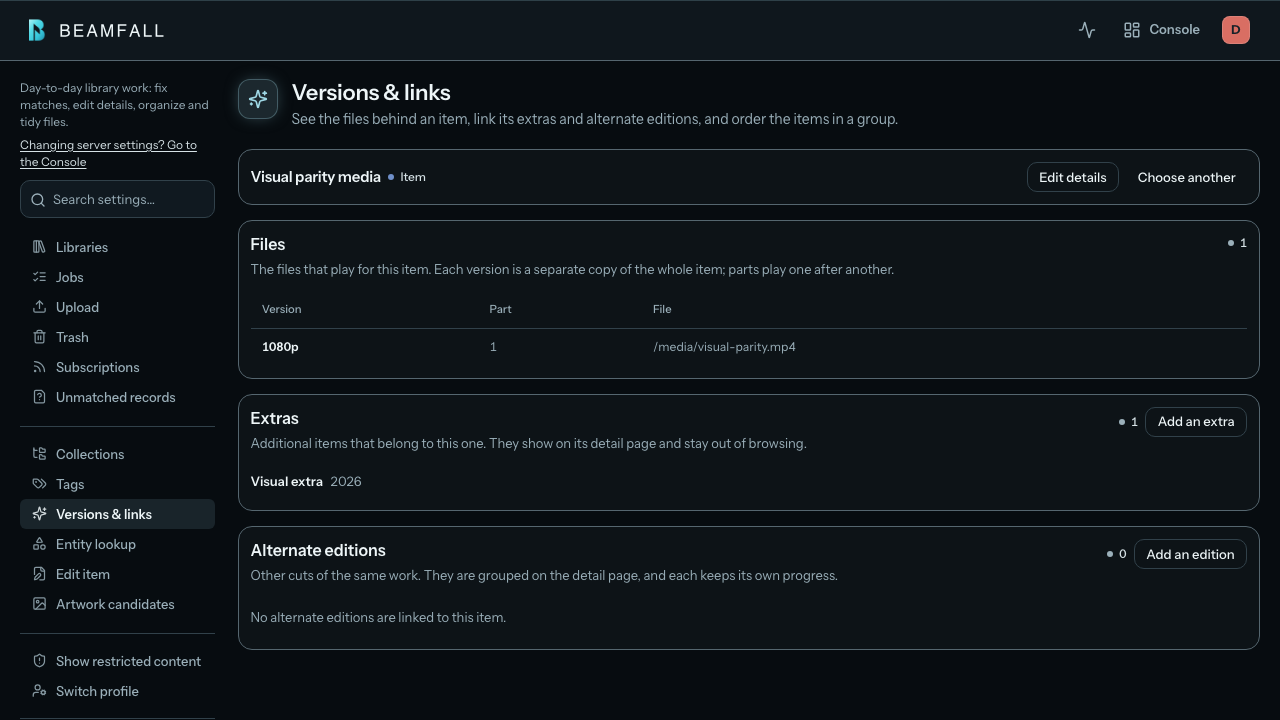 BEAMFALL
Console
D
Day-to-day library work: fix
matches, edit details, organize and
tidy files.
Changing server settings? Go to
the Console
Search settings...
Libraries
Jobs
Upload
Trash
Subscriptions
Unmatched records
Collections
Tags
Versions & links
Entity lookup
Edit item
Artwork candidates
Show restricted content
Switch profile
Versions & links
See the files behind an item, link its extras and alternate editions, and order the items in a group.
Visual parity media Item
Edit details Choose another
Files
1
The files that play for this item. Each version is a separate copy of the whole item; parts play one after another.
Version Part File
1080p 1 /media/visual-parity.mp4
Extras
1 Add an extra
Additional items that belong to this one. They show on its detail page and stay out of browsing.
Visual extra 2026
Alternate editions
0 Add an edition
Other cuts of the same work. They are grouped on the detail page, and each keeps its own progress.
No alternate editions are linked to this item.